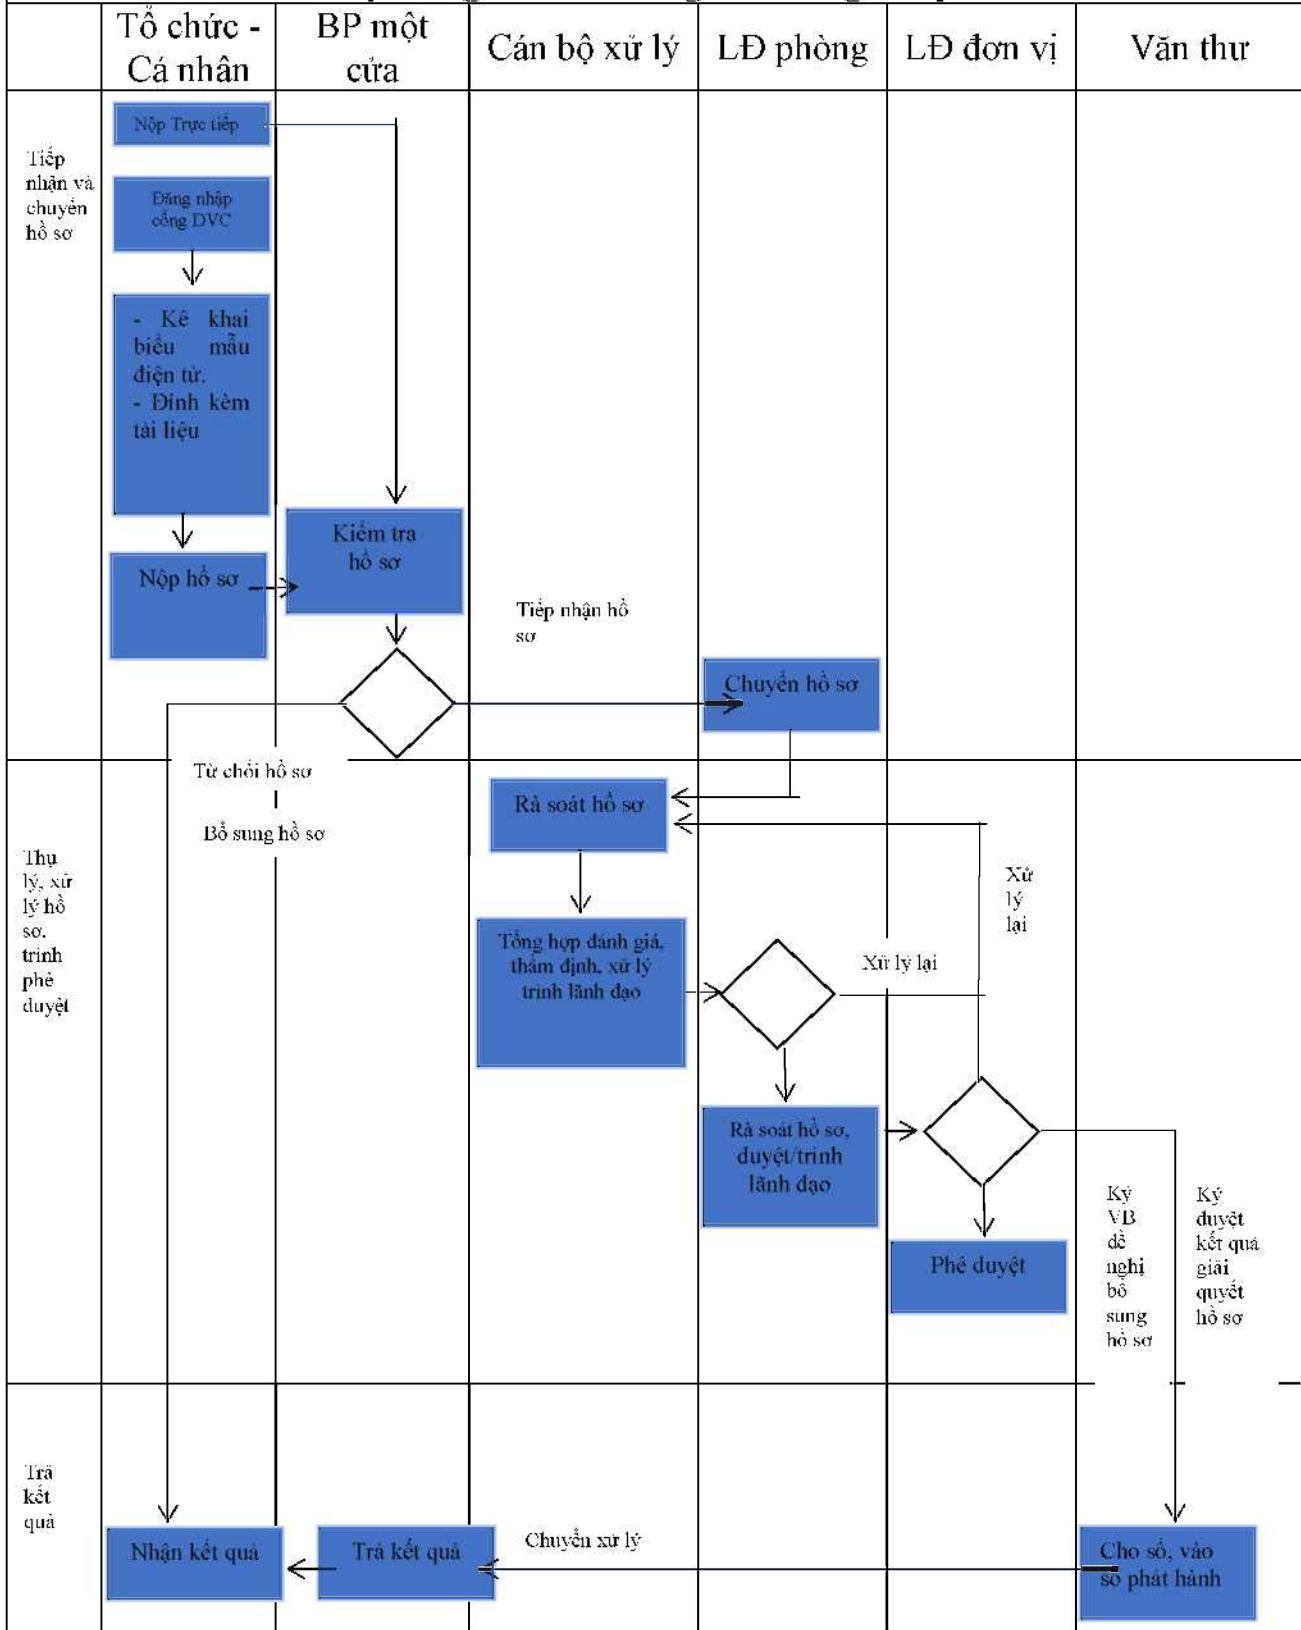 Tổ chức -
Cá nhân
BP một
cửa
Cán bộ xử lý
LĐ phòng
LĐ đơn vị
Văn thư
Tiếp
nhận và
chuyển
hồ sơ
Nộp Trực tiếp
Đăng nhập
cổng DVC
- Kê khai
biểu mẫu
điện tử.
- Đính kèm
tài liệu
Nộp hồ sơ
Kiểm tra
hồ sơ
Tiếp nhận hồ
sơ
Chuyển hồ sơ
Từ chối hồ sơ
Bổ sung hồ sơ
Thụ
lý, xử
lý hồ
sơ,
trình
phê
duyệt
Rà soát hồ sơ
Tổng hợp đánh giá,
thẩm định, xử lý
trình lãnh đạo
Xử lý lại
Xử
lý
lại
Rà soát hồ sơ,
duyệt/trình
lãnh đạo
Phê duyệt
Ký
VB
đề
nghị
bổ
sung
hồ sơ
Ký
duyệt
kết quả
giải
quyết
hồ sơ
Trả
kết
quả
Nhận kết quả
Trả kết quả
Chuyển xử lý
Cho số, vào
sổ phát hành